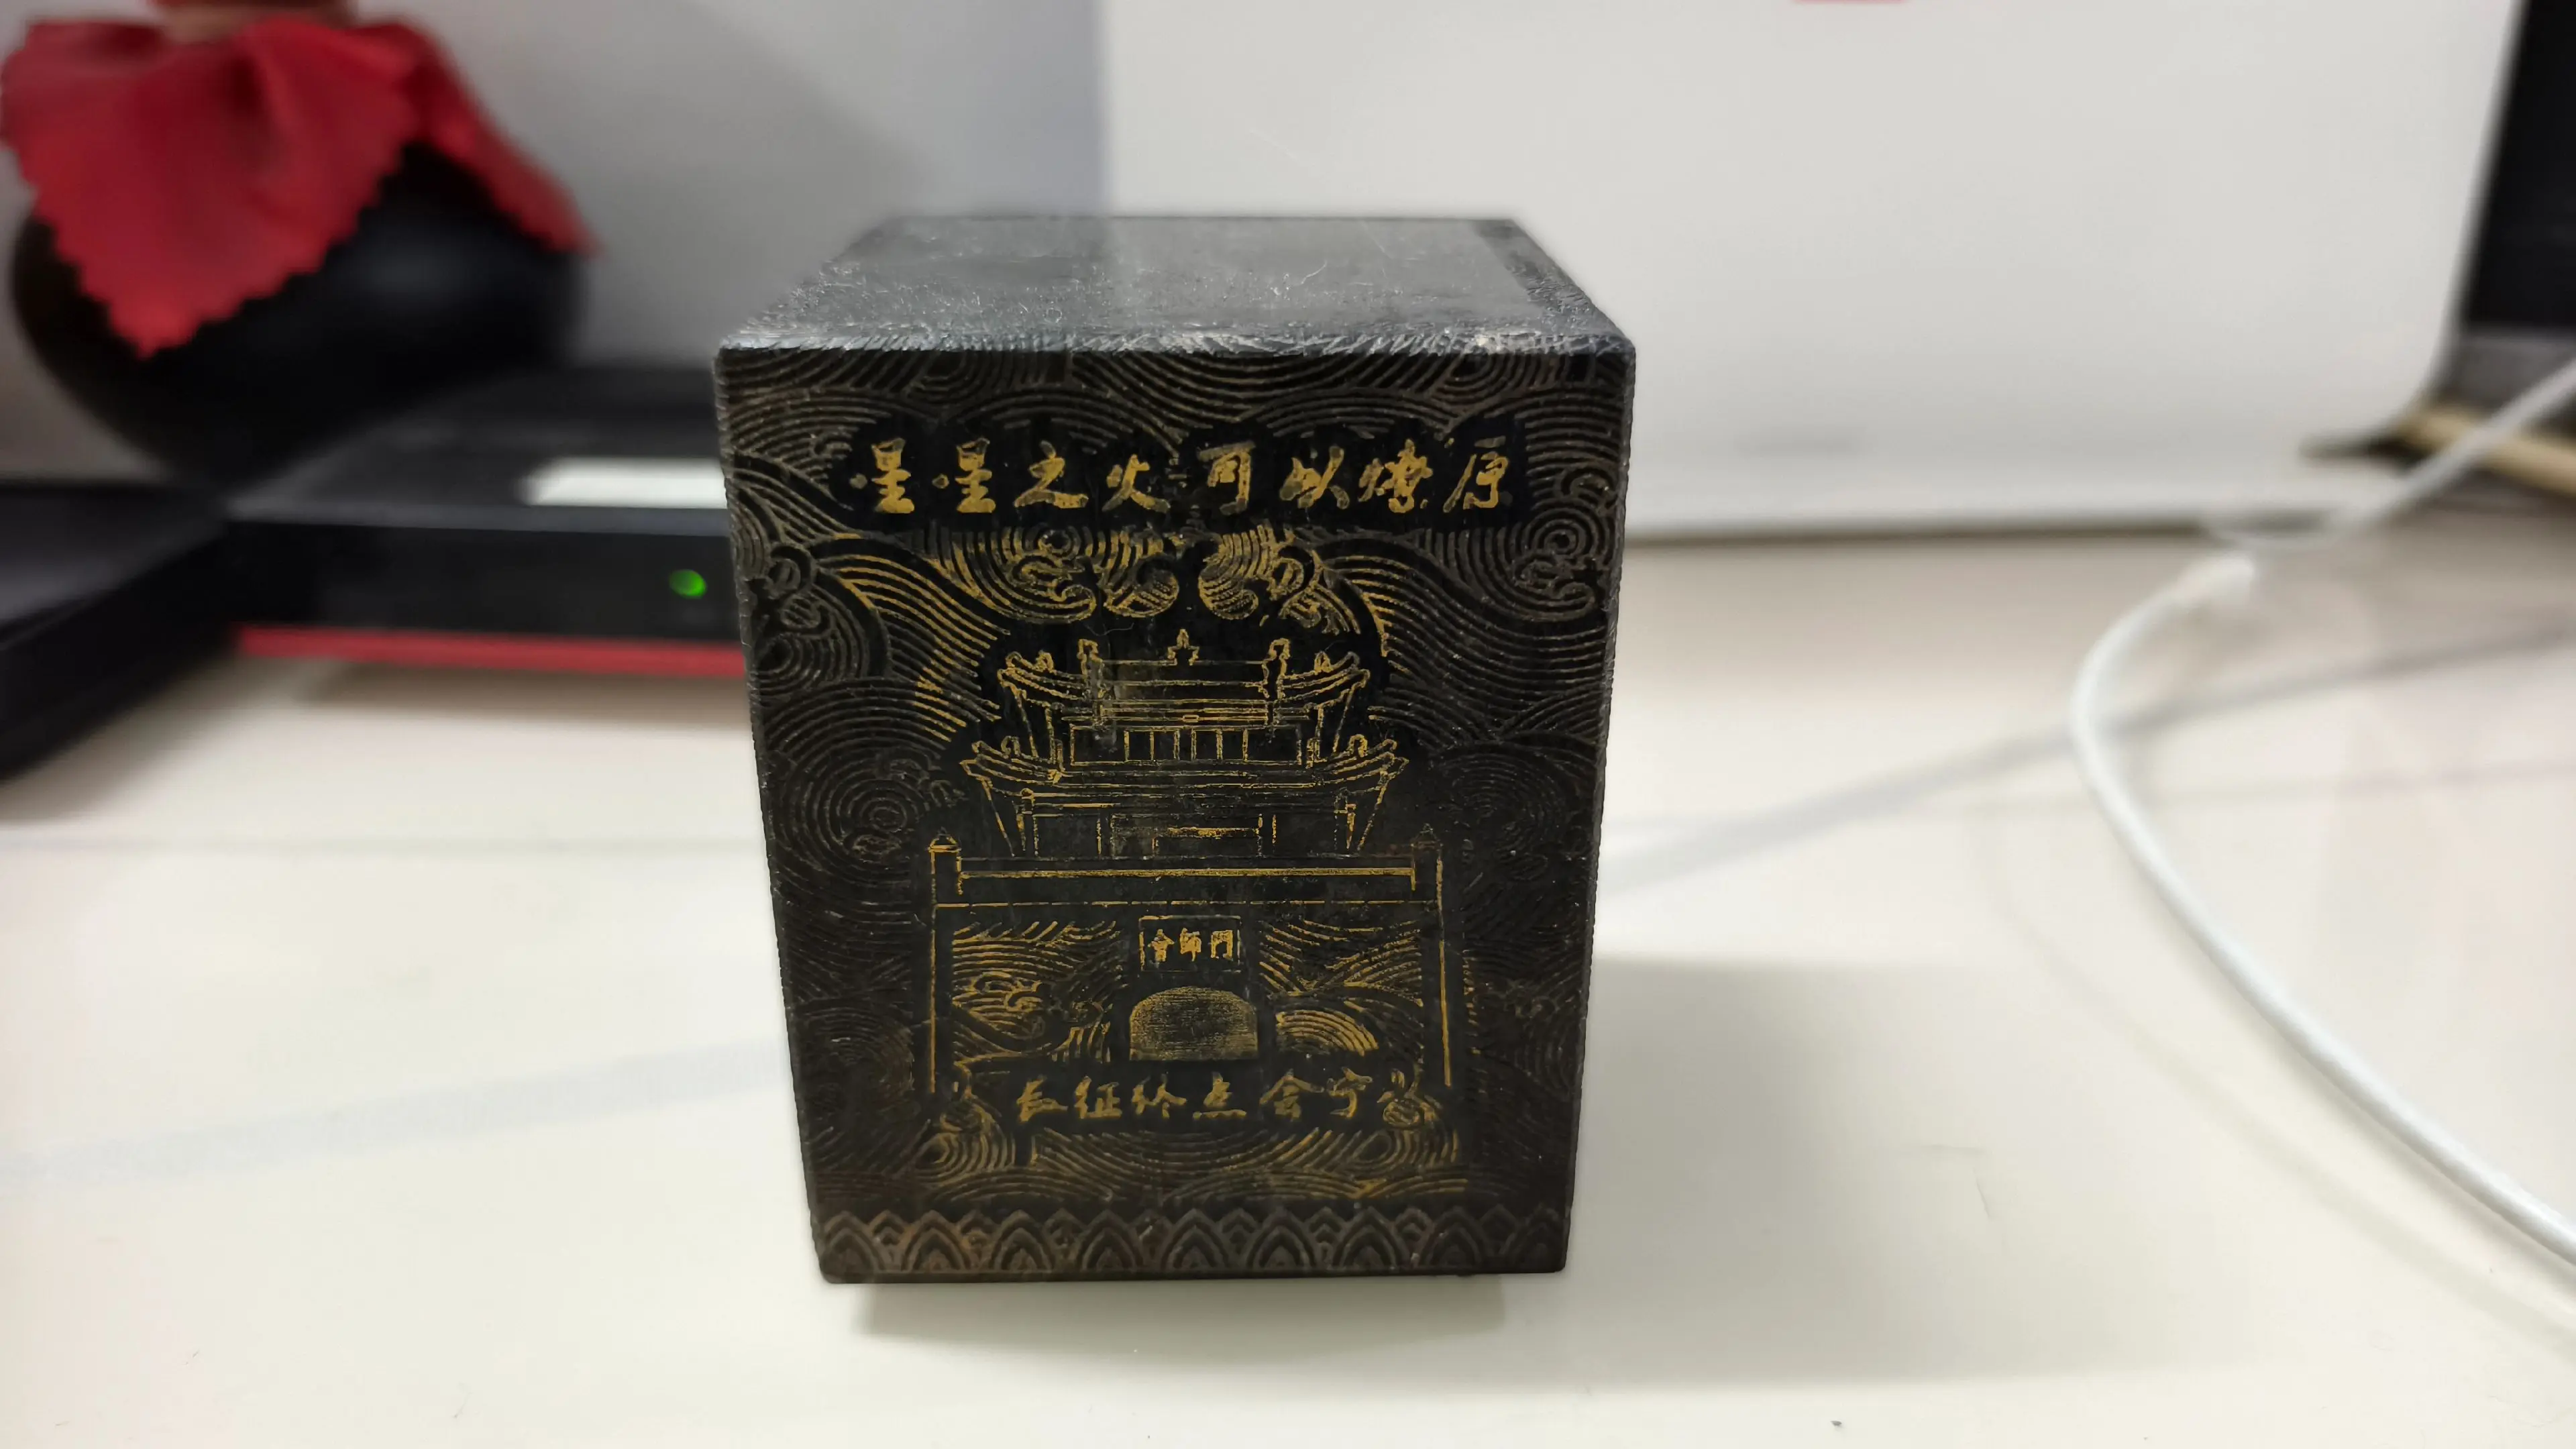 星星之火可以燎原
會師門
长征终点会宁